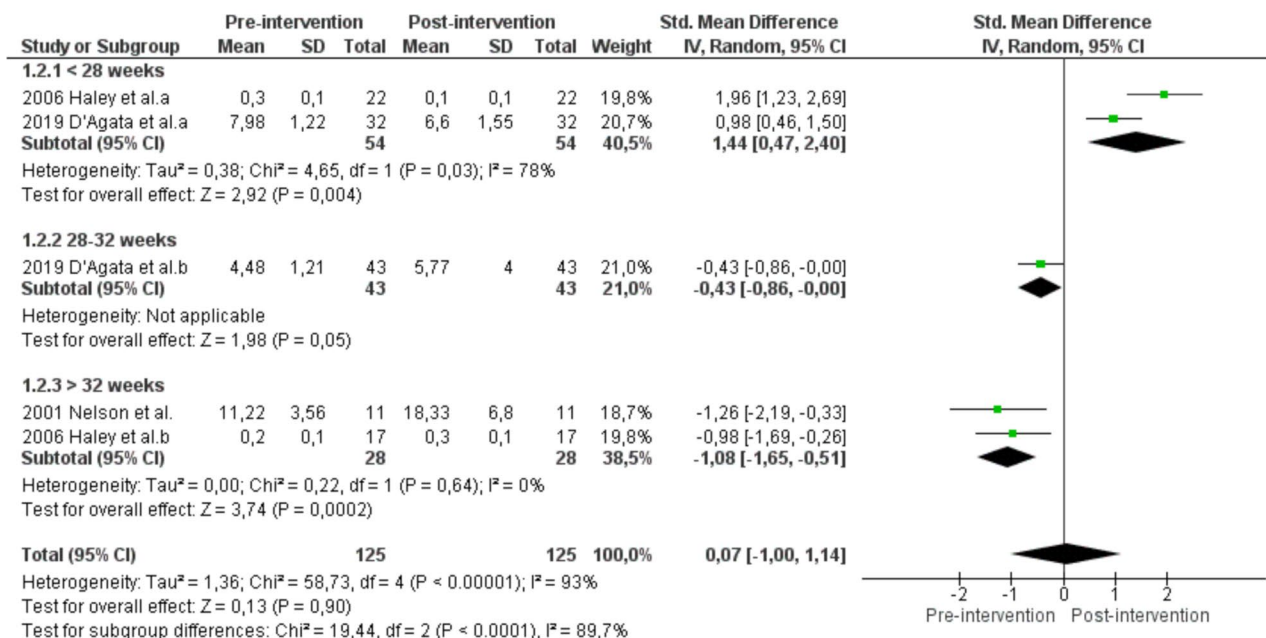 Pre-intervention Post-intervention Std. Mean Difference Std. Mean Difference
Study or Subgroup Mean SD Total Mean SD Total Weight IV, Random, 95% CI IV, Random, 95% CI
1.2.1 < 28 weeks
2006 Haley et al.a 0,3 0,1 22 0,1 0,1 22 19,8% 1,96 [1,23, 2,69]
2019 D'Agata et al.a 7,98 1,22 32 6,6 1,55 32 20,7% 0,98 [0,46, 1,50]
Subtotal (95% CI) 54 54 40,5% 1,44 [0,47, 2,40]
Heterogeneity: Tau² = 0,38; Chi² = 4,65, df = 1 (P = 0,03); I² = 78%
Test for overall effect: Z = 2,92 (P = 0,004)
1.2.2 28-32 weeks
2019 D'Agata et al.b 4,48 1,21 43 5,77 4 43 21,0% -0,43 [-0,86, -0,00]
Subtotal (95% CI) 43 43 21,0% -0,43 [-0,86, -0,00]
Heterogeneity: Not applicable
Test for overall effect: Z = 1,98 (P = 0,05)
1.2.3 > 32 weeks
2001 Nelson et al. 11,22 3,56 11 18,33 6,8 11 18,7% -1,26 [-2,19, -0,33]
2006 Haley et al.b 0,2 0,1 17 0,3 0,1 17 19,8% -0,98 [-1,69, -0,26]
Subtotal (95% CI) 28 28 38,5% -1,08 [-1,65, -0,51]
Heterogeneity: Tau² = 0,00; Chi² = 0,22, df = 1 (P = 0,64); I² = 0%
Test for overall effect: Z = 3,74 (P = 0,0002)
Total (95% CI) 125 125 100,0% 0,07 [-1,00, 1,14]
Heterogeneity: Tau² = 1,36; Chi² = 58,73, df = 4 (P < 0.00001); I² = 93%
Test for overall effect: Z = 0,13 (P = 0,90)
Test for subgroup differences: Chi² = 19,44, df = 2 (P < 0,0001), I² = 89,7%
-2 -1 0 1 2
Pre-intervention Post-intervention